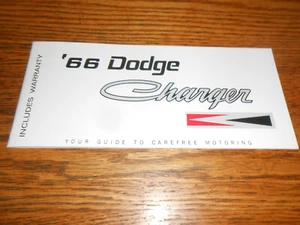 '66 Dodge
Charger
INCLUDES WARRANTY
YOUR GUIDE TO CAREFREE MOTORING